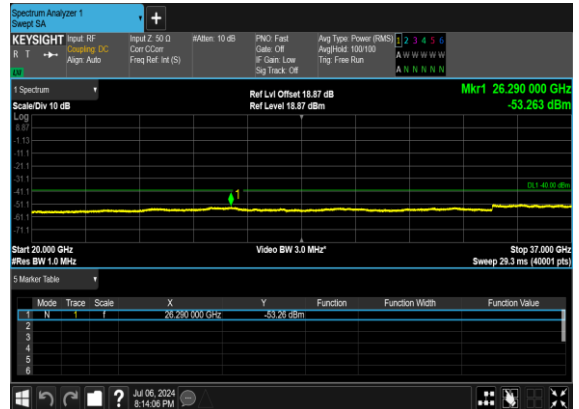 Spectrum Analyzer 1
Swept SA
+
KEYSIGHT
R T
LW
Input: RF
Coupling: DC
Align: Auto
Input Z: 50 Ω
Corr CCorr
Freq Ref: Int (S)
#Atten: 10 dB
PNO: Fast
Gate: Off
IF Gain: Low
Sig Track: Off
Avg Type: Power (RMS)
Avg|Hold: 100/100
Trig: Free Run
1 2 3 4 5 6
A W W W W W
A N N N N N
1 Spectrum
Scale/Div 10 dB
Ref Lvl Offset 18.87 dB
Ref Level 18.87 dBm
Mkr1 26.290 000 GHz
-53.263 dBm
Log
8.87
-1.13
-11.1
-21.1
-31.1
-41.1
-51.1
-61.1
-71.1
1
DL1 -40.00 dBm
Start 20.000 GHz
#Res BW 1.0 MHz
Video BW 3.0 MHz*
Stop 37.000 GHz
Sweep 29.3 ms (40001 pts)
5 Marker Table
Mode Trace Scale X Y Function Function Width Function Value
1 N 1 f 26.290 000 GHz -53.26 dBm
2
3
4
5
6
?
Jul 06, 2024
8:14:06 PM